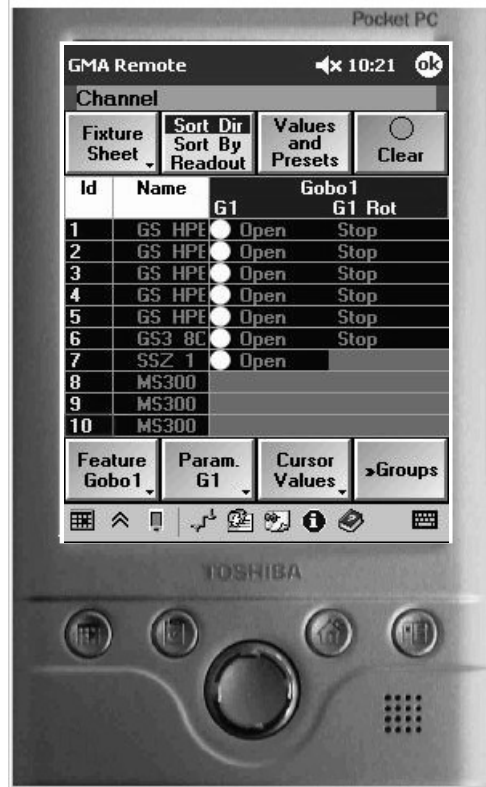 Pocket PC
GMA Remote 10:21 ok
Channel
Fixture Sheet
Sort Dir Sort By Readout
Values and Presets
Clear
Id Name Gobo1
G1 G1 Rot
1 GS HPE Open Stop
2 GS HPE Open Stop
3 GS HPE Open Stop
4 GS HPE Open Stop
5 GS HPE Open Stop
6 GS3 8C Open Stop
7 SSZ 1 Open
8 MS300
9 MS300
10 MS300
Feature Gobo1
Param. G1
Cursor Values
»Groups
TOSHIBA